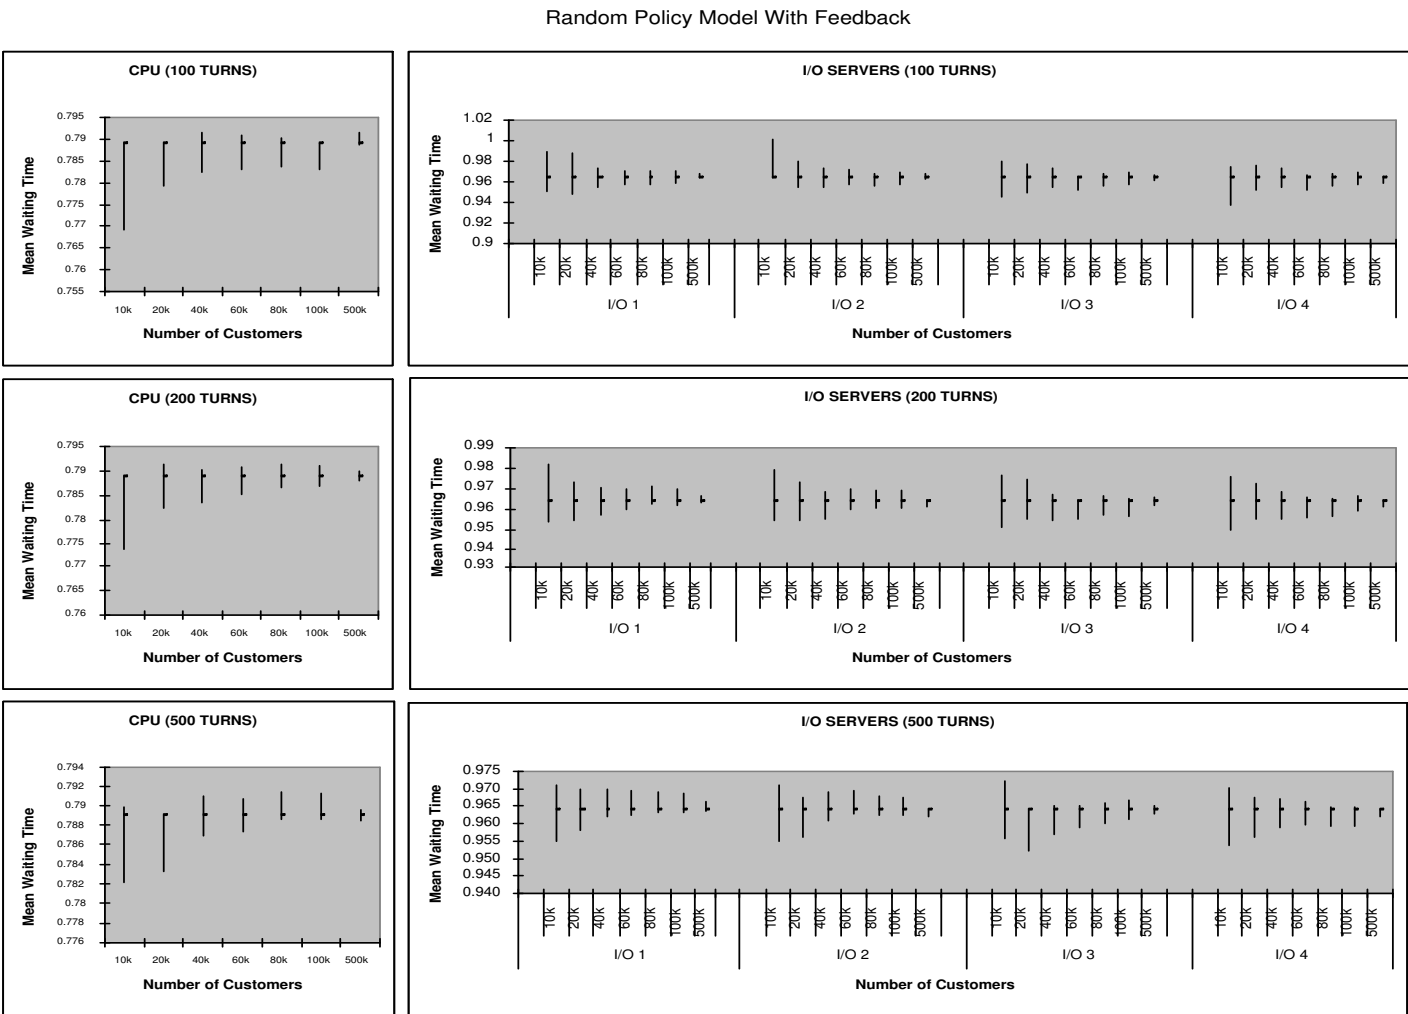 Random Policy Model With Feedback
CPU (100 TURNS)
Mean Waiting Time
0.795
0.79
0.785
0.78
0.775
0.77
0.765
0.76
0.755
10k 20k 40k 60k 80k 100k 500k
Number of Customers
I/O SERVERS (100 TURNS)
Mean Waiting Time
1.02
1
0.98
0.96
0.94
0.92
0.9
10k 20k 40k 60k 80k 100k 500k 10k 20k 40k 60k 80k 100k 500k 10k 20k 40k 60k 80k 100k 500k 10k 20k 40k 60k 80k 100k 500k
I/O 1 I/O 2 I/O 3 I/O 4
Number of Customers
CPU (200 TURNS)
Mean Waiting Time
0.795
0.79
0.785
0.78
0.775
0.77
0.765
0.76
10k 20k 40k 60k 80k 100k 500k
Number of Customers
I/O SERVERS (200 TURNS)
Mean Waiting Time
0.99
0.98
0.97
0.96
0.95
0.94
0.93
10k 20k 40k 60k 80k 100k 500k 10k 20k 40k 60k 80k 100k 500k 10k 20k 40k 60k 80k 100k 500k 10k 20k 40k 60k 80k 100k 500k
I/O 1 I/O 2 I/O 3 I/O 4
Number of Customers
CPU (500 TURNS)
Mean Waiting Time
0.794
0.792
0.79
0.788
0.786
0.784
0.782
0.78
0.778
0.776
10k 20k 40k 60k 80k 100k 500k
Number of Customers
I/O SERVERS (500 TURNS)
Mean Waiting Time
0.975
0.970
0.965
0.960
0.955
0.950
0.945
0.940
10k 20k 40k 60k 80k 100k 500k 10k 20k 40k 60k 80k 100k 500k 10k 20k 40k 60k 80k 100k 500k 10k 20k 40k 60k 80k 100k 500k
I/O 1 I/O 2 I/O 3 I/O 4
Number of Customers